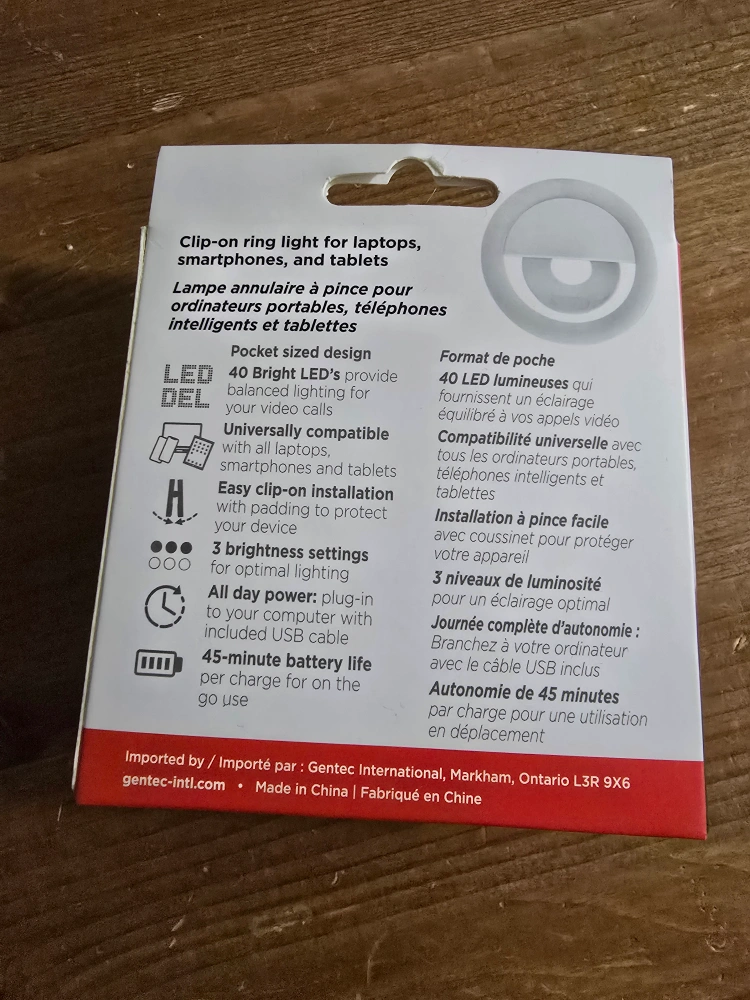 Clip-on ring light for laptops,
smartphones, and tablets
Lampe annulaire à pince pour
ordinateurs portables, téléphones
intelligents et tablettes
Pocket sized design
LED
DEL
40 Bright LED's provide
balanced lighting for
your video calls
Universally compatible
with all laptops,
smartphones and tablets
Easy clip-on installation
with padding to protect
your device
3 brightness settings
for optimal lighting
All day power: plug-in
to your computer with
included USB cable
45-minute battery life
per charge for on the
go use
Format de poche
40 LED lumineuses qui
fournissent un éclairage
équilibré à vos appels vidéo
Compatibilité universelle avec
tous les ordinateurs portables,
téléphones intelligents et
tablettes
Installation à pince facile
avec coussinet pour protéger
votre appareil
3 niveaux de luminosité
pour un éclairage optimal
Journée complète d'autonomie :
Branchez à votre ordinateur
avec le câble USB inclus
Autonomie de 45 minutes
par charge pour une utilisation
en déplacement
Imported by / Importé par : Gentec International, Markham, Ontario L3R 9X6
gentec-intl.com • Made in China | Fabriqué en Chine